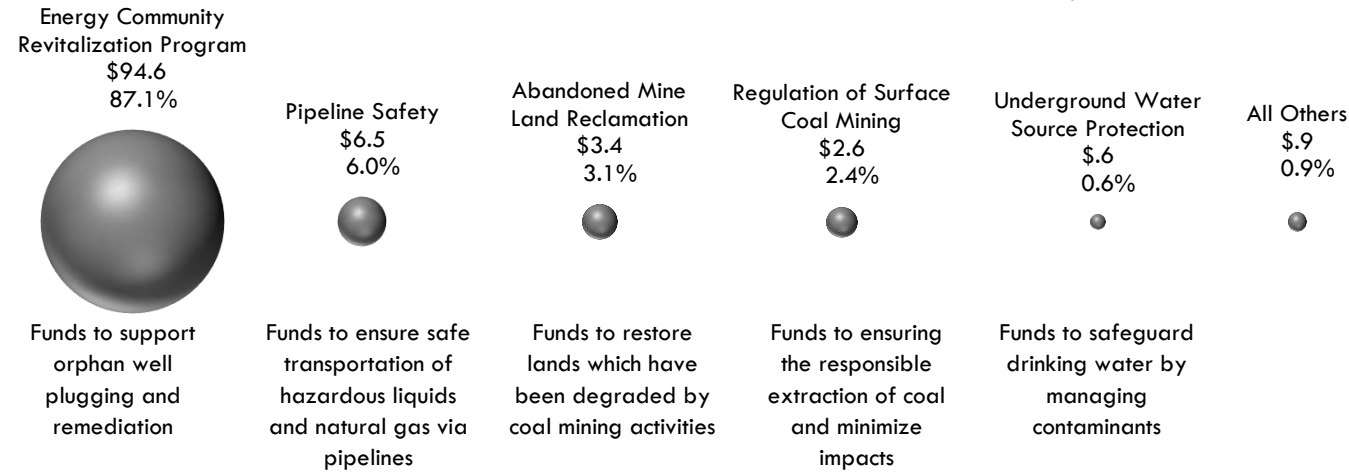 Energy Community
Revitalization Program
$94.6
87.1%
Pipeline Safety
$6.5
6.0%
Abandoned Mine
Land Reclamation
$3.4
3.1%
Regulation of Surface
Coal Mining
$2.6
2.4%
Underground Water
Source Protection
$.6
0.6%
All Others
$.9
0.9%
Funds to support
orphan well
plugging and
remediation
Funds to ensure safe
transportation of
hazardous liquids
and natural gas via
pipelines
Funds to restore
lands which have
been degraded by
coal mining activities
Funds to ensuring
the responsible
extraction of coal
and minimize
impacts
Funds to safeguard
drinking water by
managing
contaminants